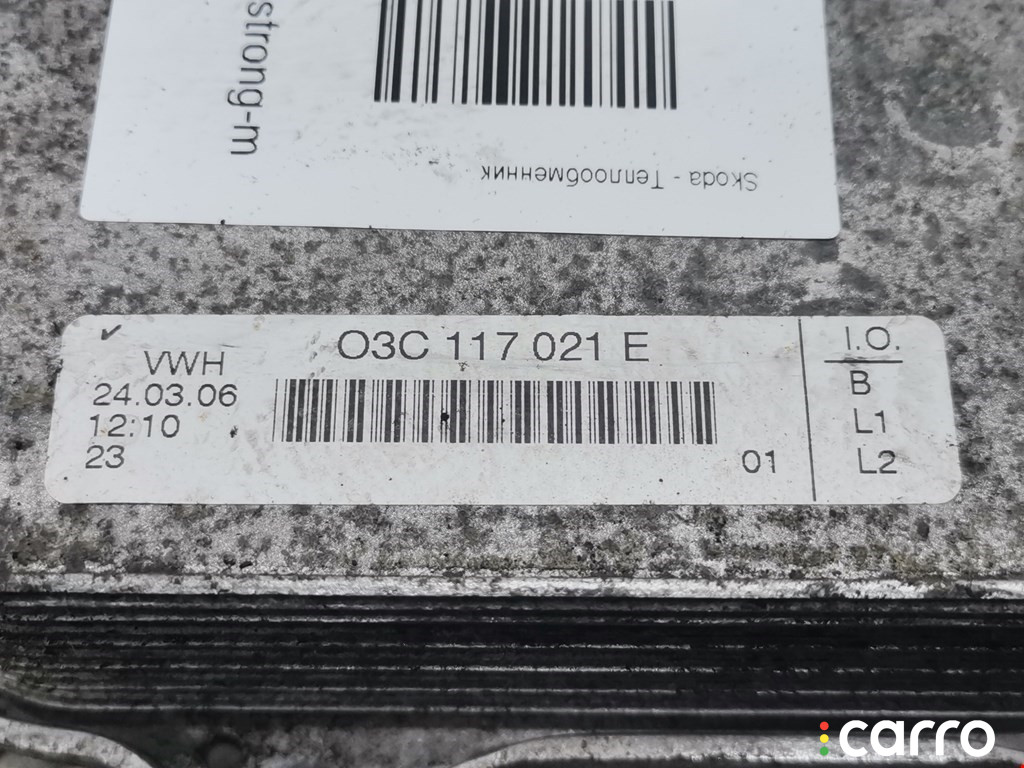 strong-m
Skoda - Теплообменник
✓
VWH
24.03.06
12:10
23
O3C 117 021 E
01
I.O.
B
L1
L2
carro